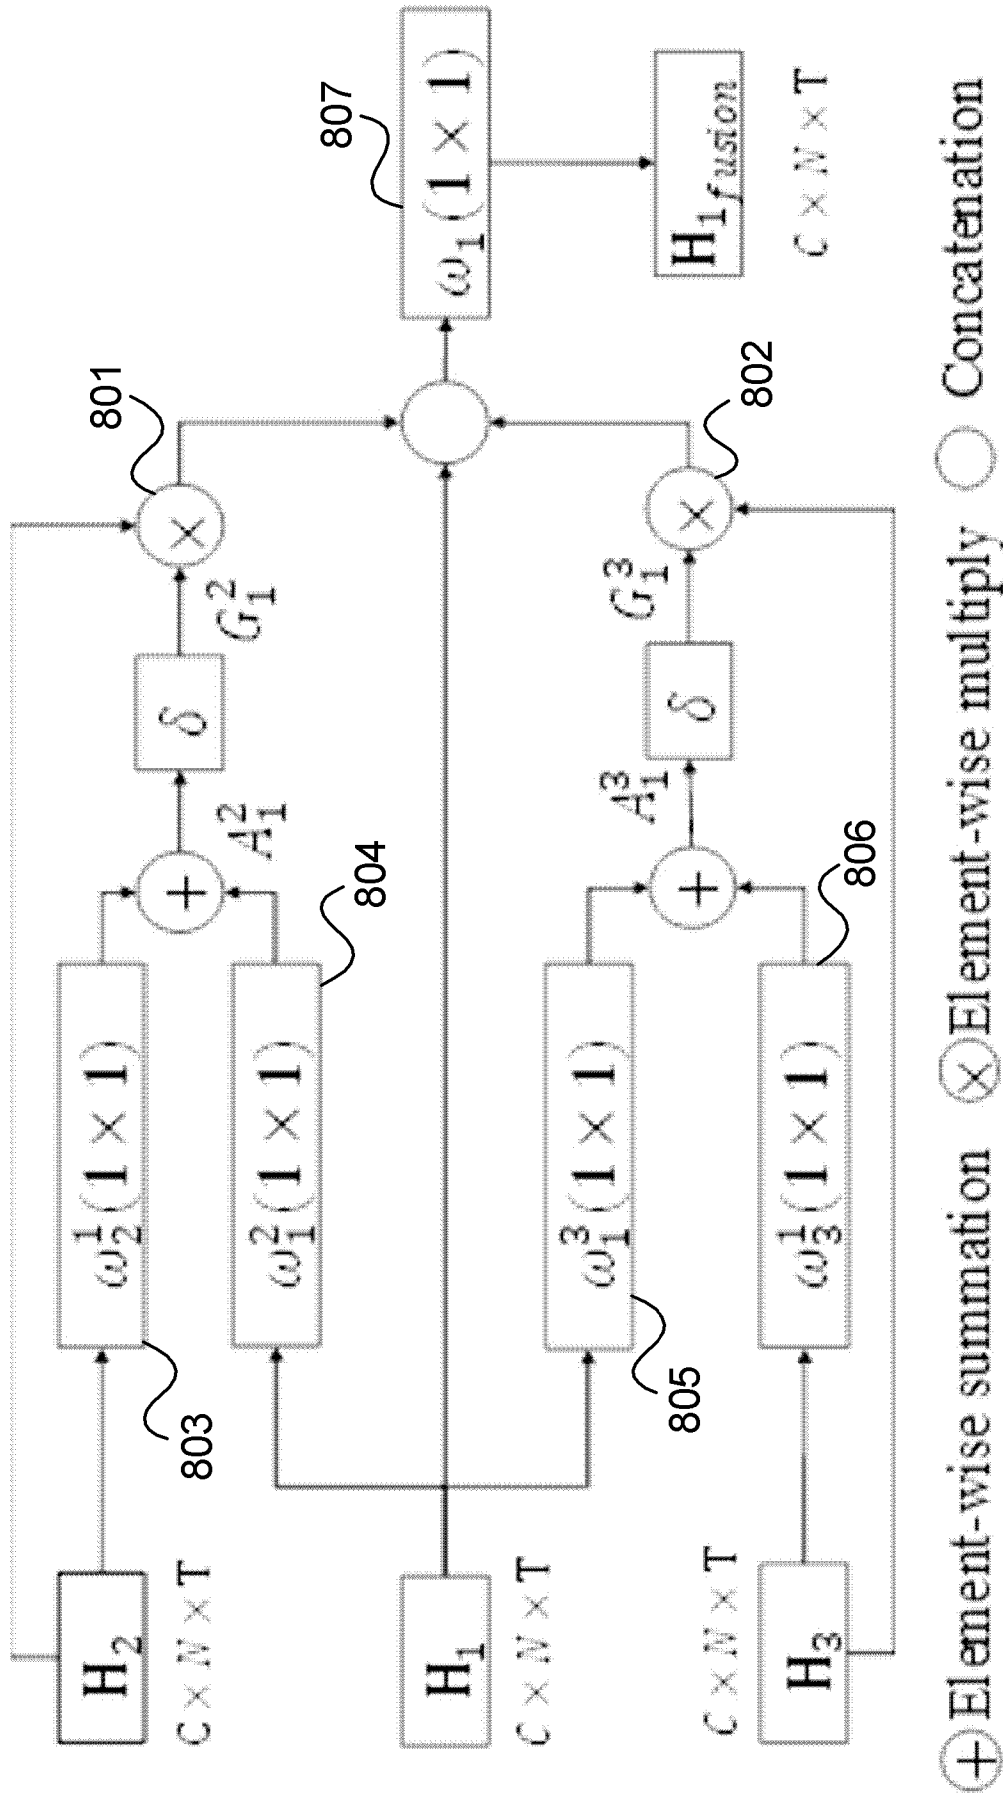 H₂
C × N × T
ω₂¹(1 × 1)
803
ω₁²(1 × 1)
804
+
A₁²
δ
G₁²
×
801
H₁
C × N × T
ω₁(1 × 1)
807
H₁fusion
C × N × T
ω₁³(1 × 1)
805
C × N × T
H₃
ω₃¹(1 × 1)
806
+
A₁³
δ
G₁³
×
802
+ Element-wise summation × Element-wise multiply Concatenation